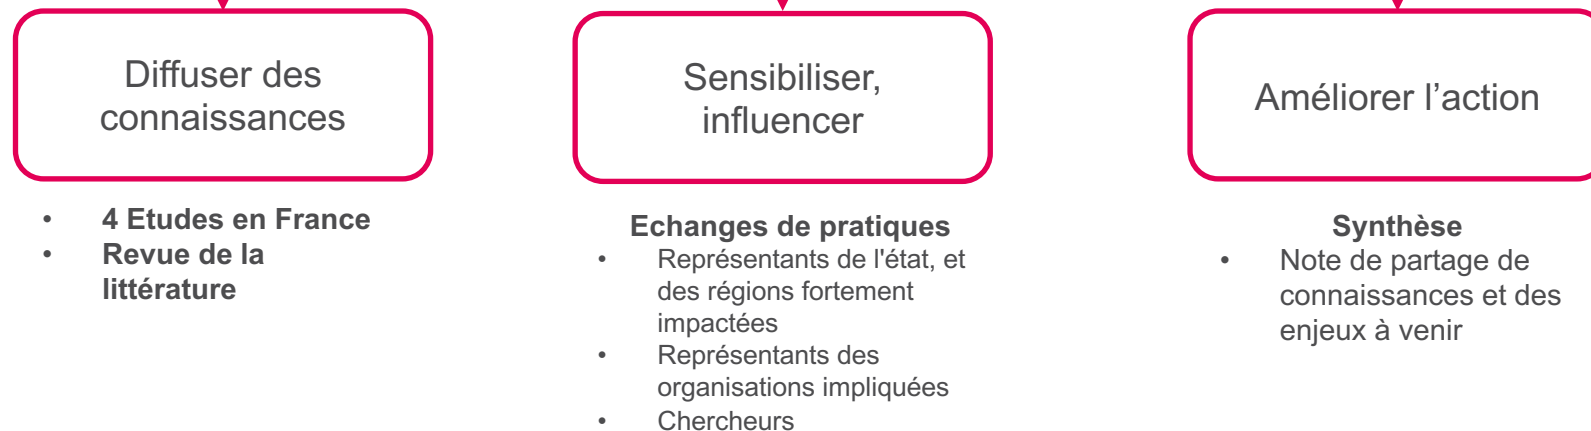 Diffuser des
connaissances
• 4 Etudes en France
• Revue de la
littérature
Sensibiliser,
influencer
Echanges de pratiques
• Représentants de l'état, et
des régions fortement
impactées
• Représentants des
organisations impliquées
• Chercheurs
Améliorer l’action
Synthèse
• Note de partage de
connaissances et des
enjeux à venir